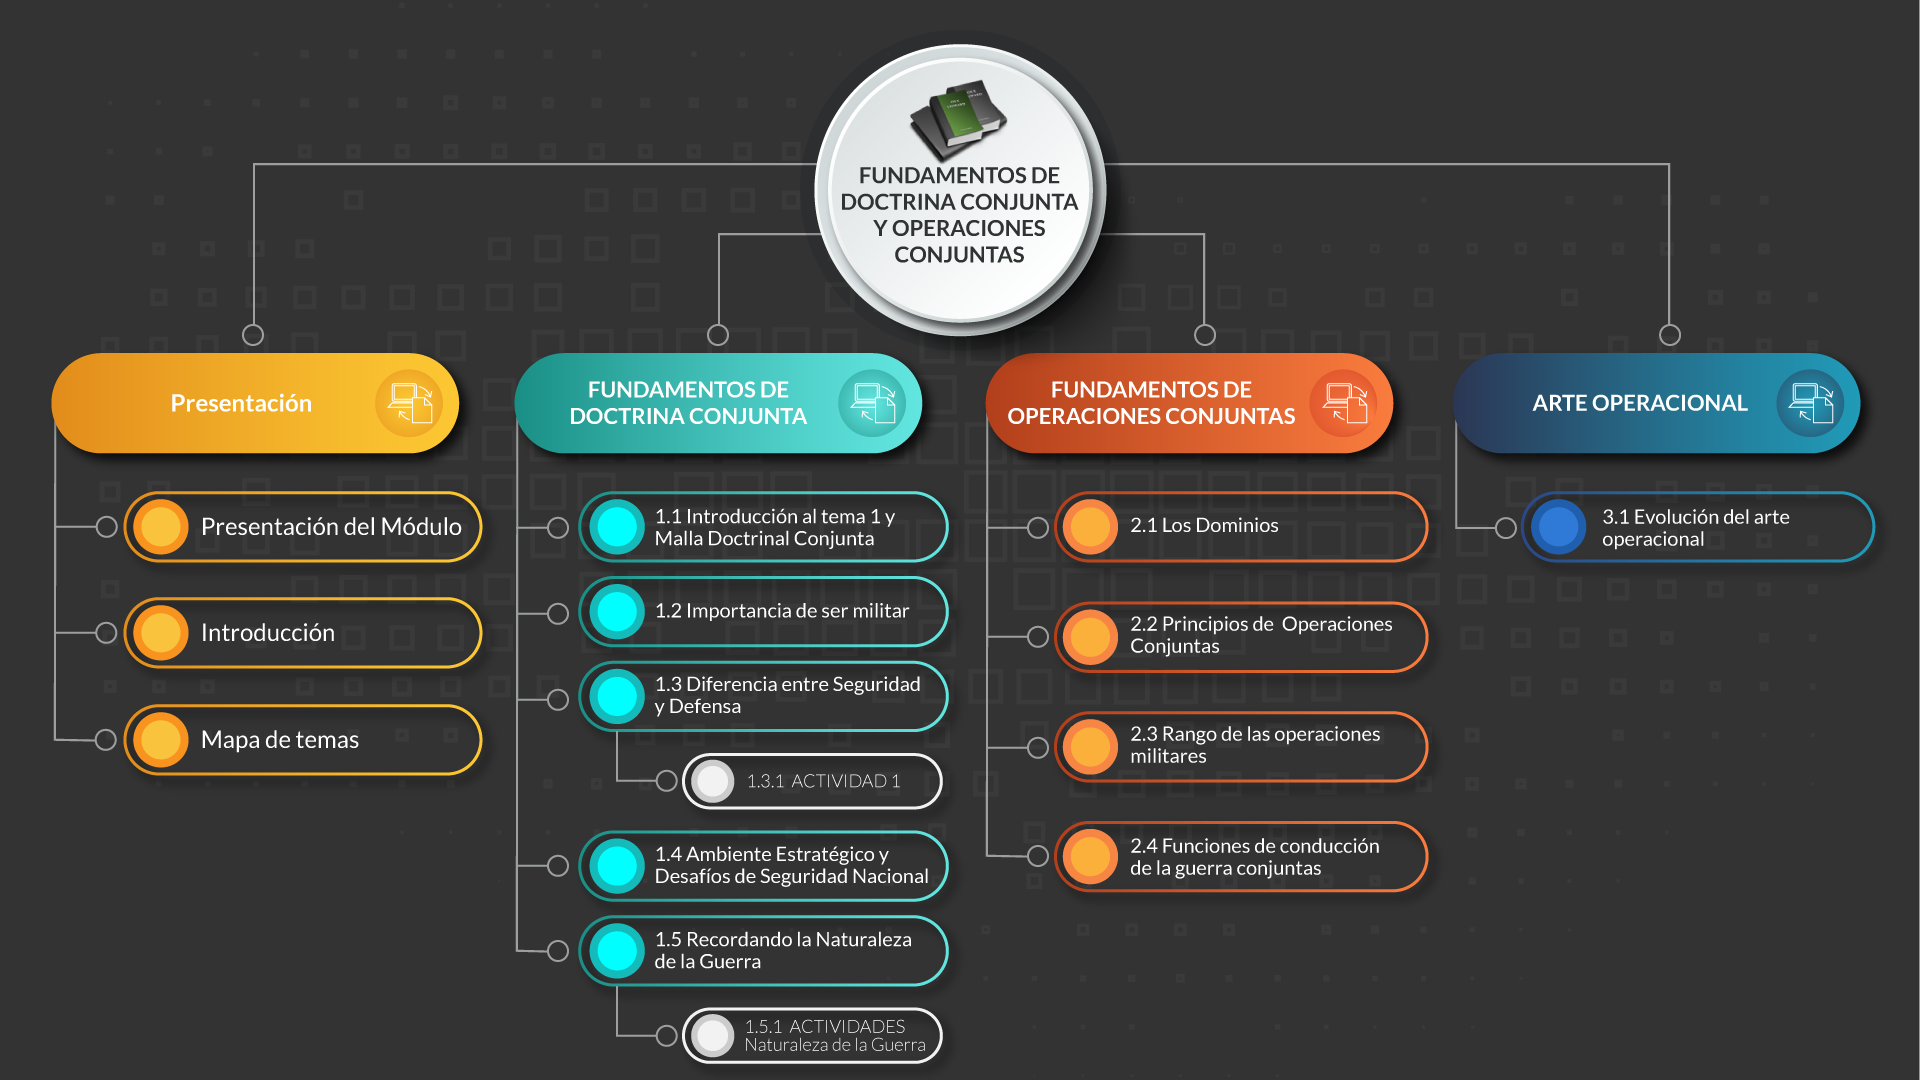 FUNDAMENTOS DE
DOCTRINA CONJUNTA
Y OPERACIONES
CONJUNTAS
Presentación
Presentación del Módulo
Introducción
Mapa de temas
FUNDAMENTOS DE
DOCTRINA CONJUNTA
1.1 Introducción al tema 1 y
Malla Doctrinal Conjunta
1.2 Importancia de ser militar
1.3 Diferencia entre Seguridad
y Defensa
1.3.1 ACTIVIDAD 1
1.4 Ambiente Estratégico y
Desafíos de Seguridad Nacional
1.5 Recordando la Naturaleza
de la Guerra
1.5.1 ACTIVIDADES
Naturaleza de la Guerra
FUNDAMENTOS DE
OPERACIONES CONJUNTAS
2.1 Los Dominios
2.2 Principios de Operaciones
Conjuntas
2.3 Rango de las operaciones
militares
2.4 Funciones de conducción
de la guerra conjuntas
ARTE OPERACIONAL
3.1 Evolución del arte
operacional